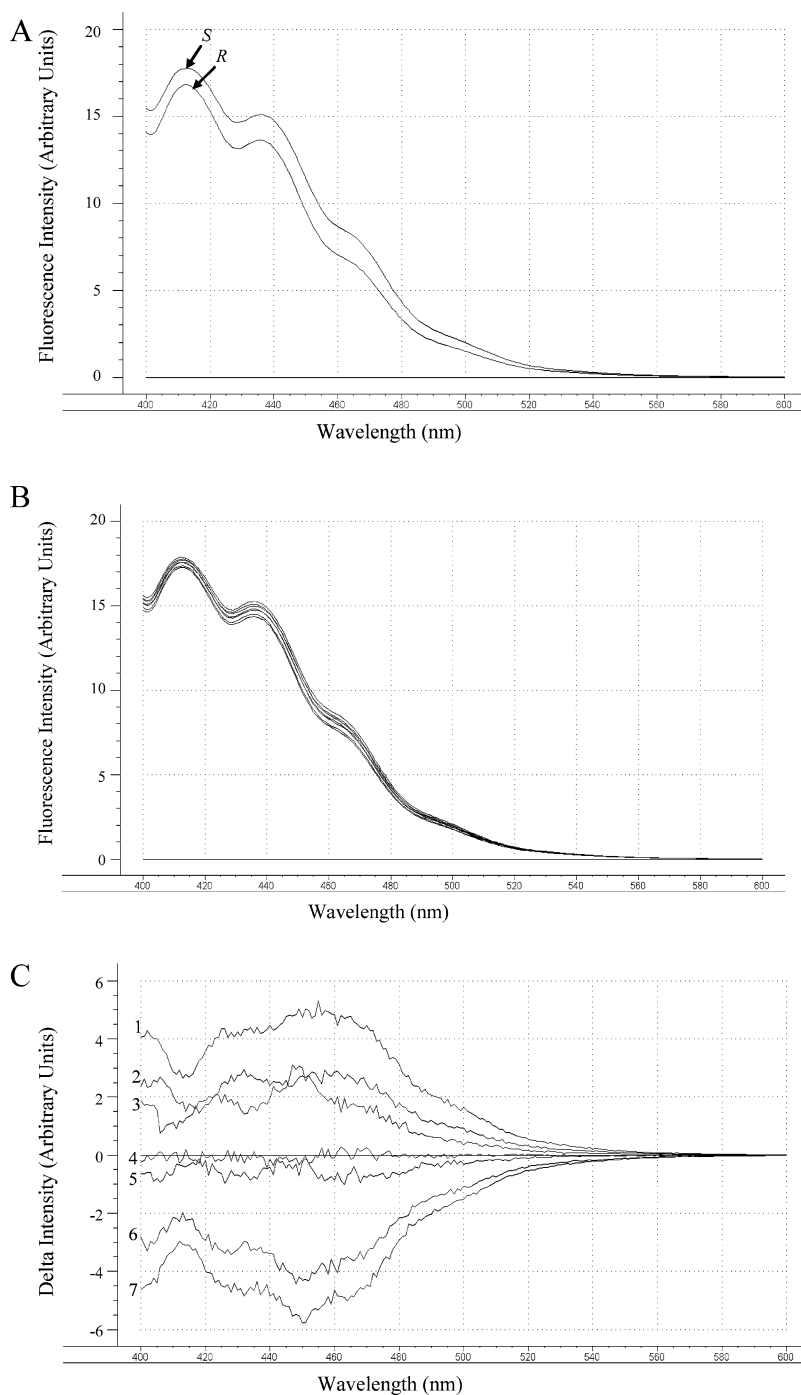 A
S
R
20
15
10
5
0
Fluorescence Intensity (Arbitrary Units)
400 420 440 460 480 500 520 540 560 580 600
Wavelength (nm)
B
20
15
10
5
0
Fluorescence Intensity (Arbitrary Units)
400 420 440 460 480 500 520 540 560 580 600
Wavelength (nm)
C
6
4
2
0
-2
-4
-6
Delta Intensity (Arbitrary Units)
1
2
3
4
5
6
7
400 420 440 460 480 500 520 540 560 580 600
Wavelength (nm)